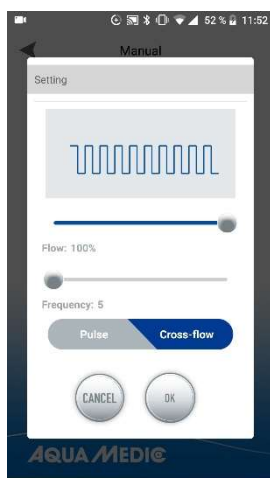 52 % 11:52
Manual
Setting
Flow: 100%
Frequency: 5
Pulse Cross-flow
CANCEL OK
AQUA MEDIC